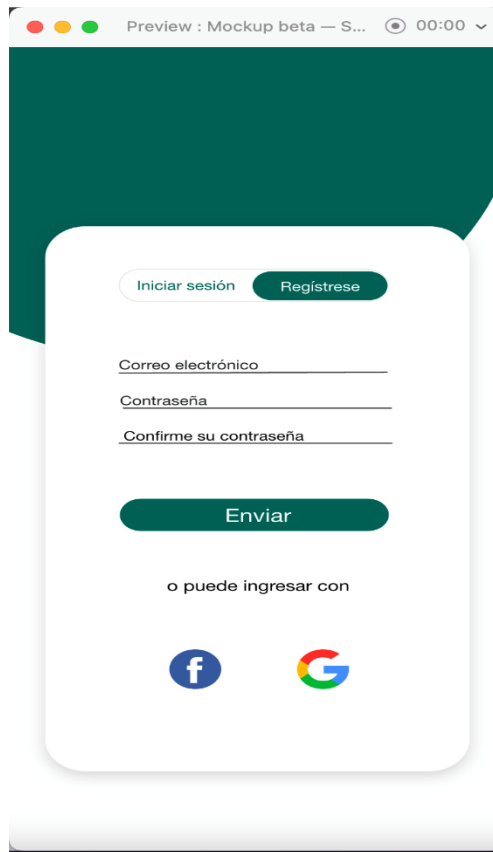 Preview : Mockup beta — S... 00:00
Iniciar sesión Regístrese
Correo electrónico
Contraseña
Confirme su contraseña
Enviar
o puede ingresar con
f G